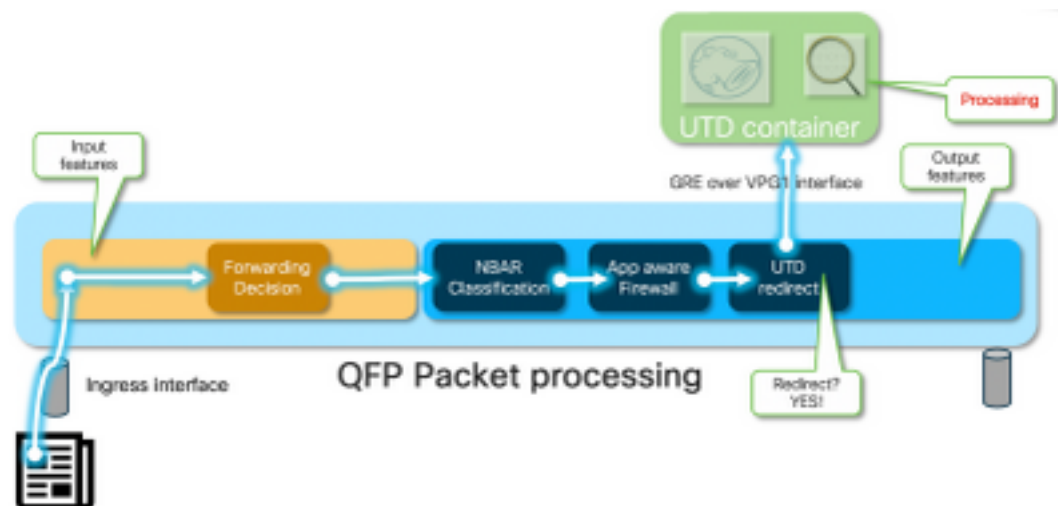 UTD container
Processing
Input
features
GRE over VPG1 interface
Output
features
Forwarding
Decision
NBAR
Classification
App aware
Firewall
UTD
redirect
Ingress interface
QFP Packet processing
Redirect?
YES!